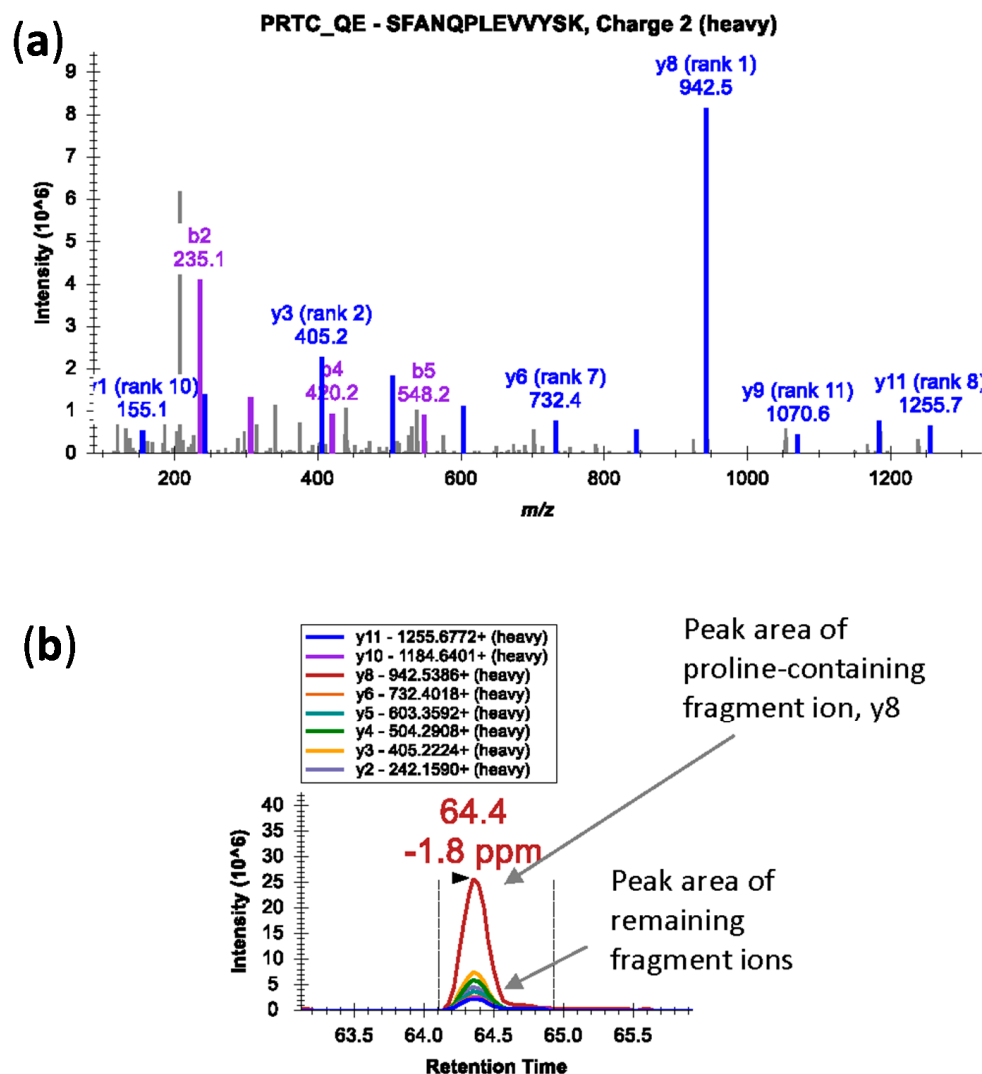 (a)
PRTC_QE - SFANQPLEVVYSK, Charge 2 (heavy)
Intensity (10^6)
9
8
7
6
5
4
3
2
1
0
y8 (rank 1)
942.5
b2
235.1
y3 (rank 2)
405.2
b4
420.2
b5
548.2
y1 (rank 10)
155.1
y6 (rank 7)
732.4
y9 (rank 11)
1070.6
y11 (rank 8)
1255.7
200 400 600 800 1000 1200
m/z
(b)
y11 - 1255.6772+ (heavy)
y10 - 1184.6401+ (heavy)
y8 - 942.5386+ (heavy)
y6 - 732.4018+ (heavy)
y5 - 603.3592+ (heavy)
y4 - 504.2908+ (heavy)
y3 - 405.2224+ (heavy)
y2 - 242.1590+ (heavy)
Peak area of
proline-containing
fragment ion, y8
Intensity (10^6)
40
35
30
25
20
15
10
5
0
64.4
-1.8 ppm
Peak area of
remaining
fragment ions
63.5 64.0 64.5 65.0 65.5
Retention Time